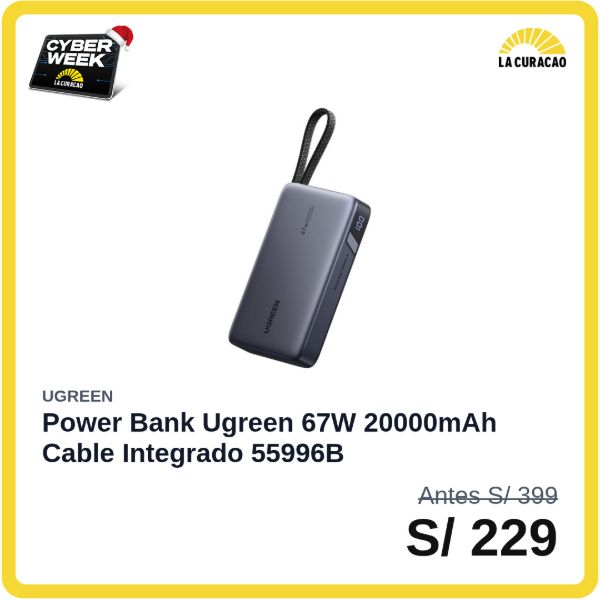 CYBER
WEEK
LA CURACAO
LA CURACAO
100
UGREEN
UGREEN
Power Bank Ugreen 67W 20000mAh
Cable Integrado 55996B
Antes S/ 399
S/ 229